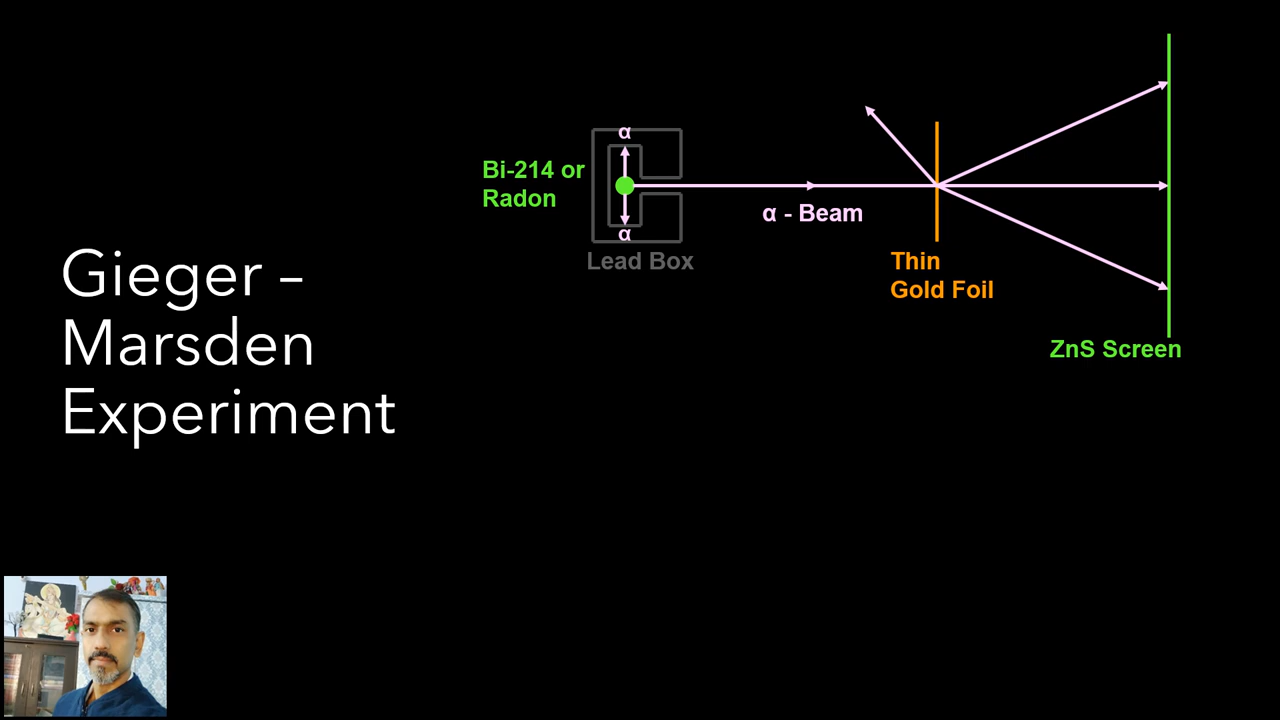 Gieger –
Marsden
Experiment
α
Bi-214 or
Radon
α
Lead Box
α - Beam
Thin
Gold Foil
ZnS Screen